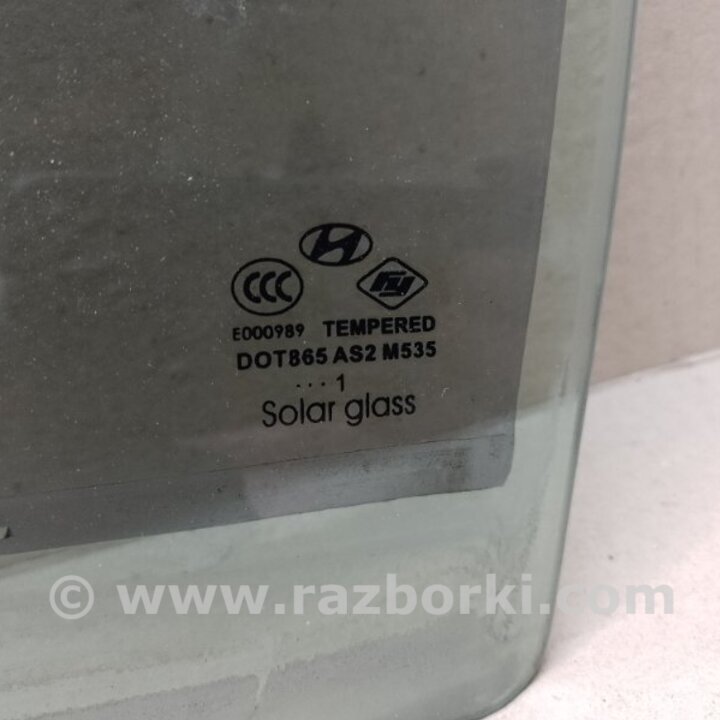 CCC
E000989 TEMPERED
DOT865 AS2 M535
... 1
Solar glass
© www.razborki.com